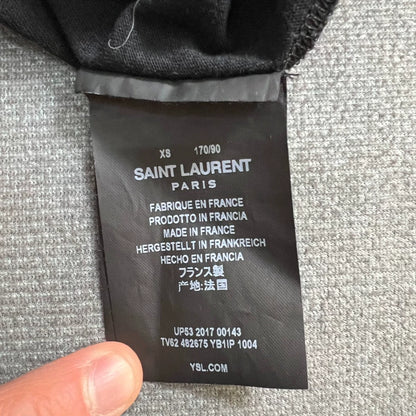 XS 170/90
SAINT LAURENT
PARIS
FABRIQUE EN FRANCE
PRODOTTO IN FRANCIA
MADE IN FRANCE
HERGESTELLT IN FRANKREICH
HECHO EN FRANCIA
フランス製
产地:法国
UP53 2017 00143
TV62 482675 YB1IP 1004
YSL.COM